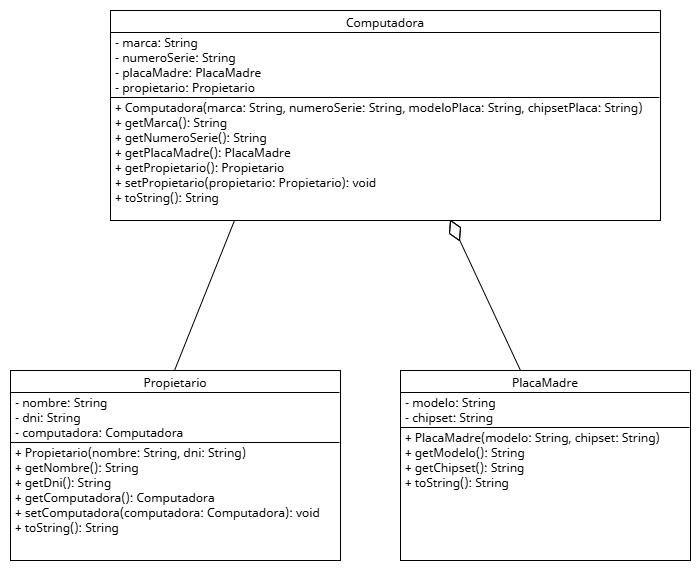 Computadora
- marca: String
- numeroSerie: String
- placaMadre: PlacaMadre
- propietario: Propietario
+ Computadora(marca: String, numeroSerie: String, modeloPlaca: String, chipsetPlaca: String)
+ getMarca(): String
+ getNumeroSerie(): String
+ getPlacaMadre(): PlacaMadre
+ getPropietario(): Propietario
+ setPropietario(propietario: Propietario): void
+ toString(): String
Propietario
- nombre: String
- dni: String
- computadora: Computadora
+ Propietario(nombre: String, dni: String)
+ getNombre(): String
+ getDni(): String
+ getComputadora(): Computadora
+ setComputadora(computadora: Computadora): void
+ toString(): String
PlacaMadre
- modelo: String
- chipset: String
+ PlacaMadre(modelo: String, chipset: String)
+ getModelo(): String
+ getChipset(): String
+ toString(): String